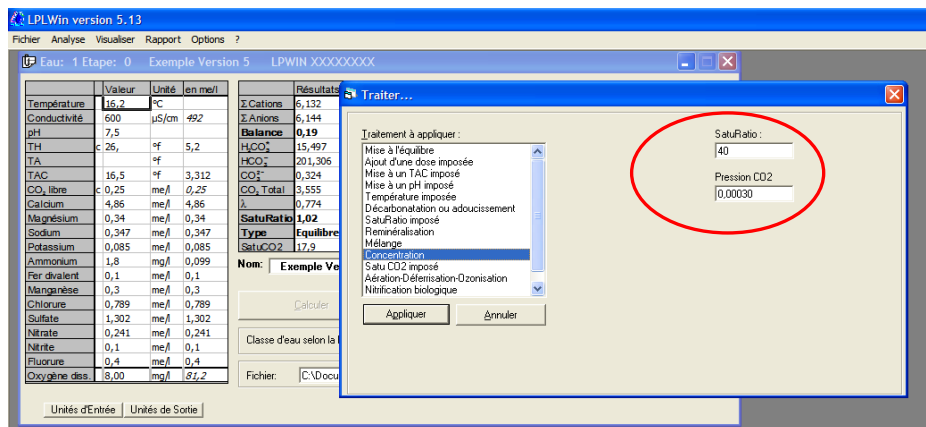 LPLWin version 5.13
Fichier Analyse Visualiser Rapport Options ?
Eau: 1 Etape: 0 Exemple Version 5 LPWIN XXXXXXXX
Valeur Unité en me/l
Température 16,2 °C
Conductivité 600 µS/cm 492
pH 7,5
TH c 26, °f 5,2
TA °f
TAC 16,5 °f 3,312
CO₂ libre c 0,25 me/l 0,25
Calcium 4,86 me/l 4,86
Magnésium 0,34 me/l 0,34
Sodium 0,347 me/l 0,347
Potassium 0,085 me/l 0,085
Ammonium 1,8 mg/l 0,099
Fer divalent 0,1 me/l 0,1
Manganèse 0,3 me/l 0,3
Chlorure 0,789 me/l 0,789
Sulfate 1,302 me/l 1,302
Nitrate 0,241 me/l 0,241
Nitrite 0,1 me/l 0,1
Fluorure 0,4 me/l 0,4
Oxygène diss. 8,00 mg/l 81,2
Unités d'Entrée Unités de Sortie
Résultats
ΣCations 6,132
ΣAnions 6,144
Balance 0,19
H₂CO₃* 15,497
HCO₃⁻ 201,306
CO₃²⁻ 0,324
CO₂ Total 3,555
λ 0,774
SatuRatio 1,02
Type Equilibre
SatuCO2 17,9
Nom: Exemple Ve
Calculer
Classe d'eau selon la
Fichier: C:\Docu
Traiter...
Traitement à appliquer :
Mise à l'équilibre
Ajout d'une dose imposée
Mise à un TAC imposé
Mise à un pH imposé
Température imposée
Décarbonatation ou adoucissement
SatuRatio imposé
Reminéralisation
Mélange
Concentration
Satu CO2 imposé
Aération-Déferrisation-Ozonisation
Nitrification biologique
Appliquer Annuler
SatuRatio :
40
Pression CO2
0,00030